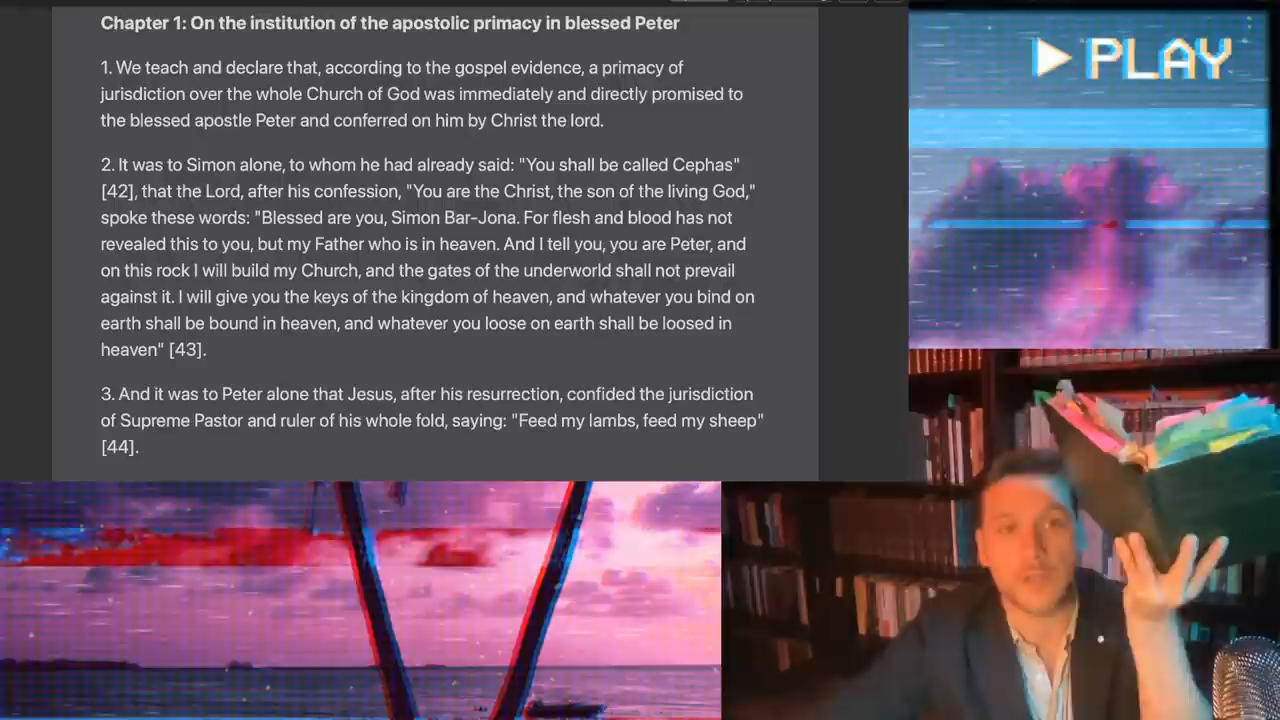 Chapter 1: On the institution of the apostolic primacy in blessed Peter
1. We teach and declare that, according to the gospel evidence, a primacy of
jurisdiction over the whole Church of God was immediately and directly promised to
the blessed apostle Peter and conferred on him by Christ the lord.
2. It was to Simon alone, to whom he had already said: "You shall be called Cephas"
[42], that the Lord, after his confession, "You are the Christ, the son of the living God,"
spoke these words: "Blessed are you, Simon Bar-Jona. For flesh and blood has not
revealed this to you, but my Father who is in heaven. And I tell you, you are Peter, and
on this rock I will build my Church, and the gates of the underworld shall not prevail
against it. I will give you the keys of the kingdom of heaven, and whatever you bind on
earth shall be bound in heaven, and whatever you loose on earth shall be loosed in
heaven" [43].
3. And it was to Peter alone that Jesus, after his resurrection, confided the jurisdiction
of Supreme Pastor and ruler of his whole fold, saying: "Feed my lambs, feed my sheep"
[44].
PLAY